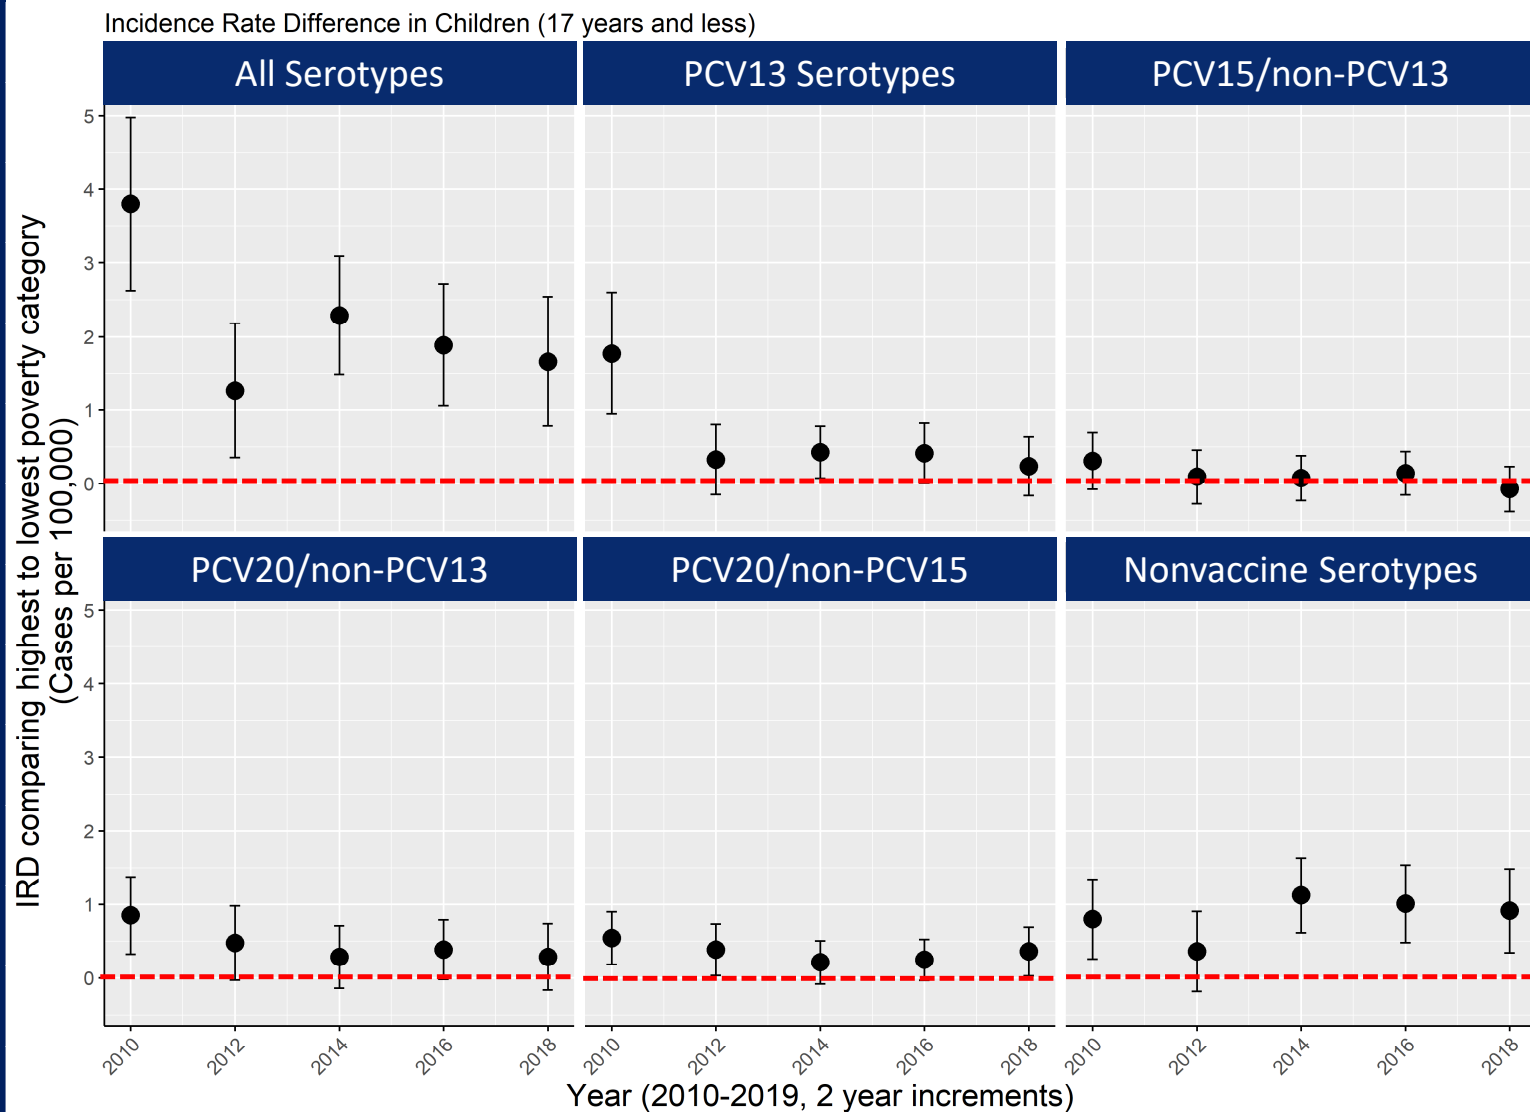 Incidence Rate Difference in Children (17 years and less)
All Serotypes
PCV13 Serotypes
PCV15/non-PCV13
5
4
3
2
1
0
IRD comparing highest to lowest poverty category
(Cases per 100,000)
PCV20/non-PCV13
PCV20/non-PCV15
Nonvaccine Serotypes
5
4
3
2
1
0
2010 2012 2014 2016 2018
2010 2012 2014 2016 2018
2010 2012 2014 2016 2018
Year (2010-2019, 2 year increments)